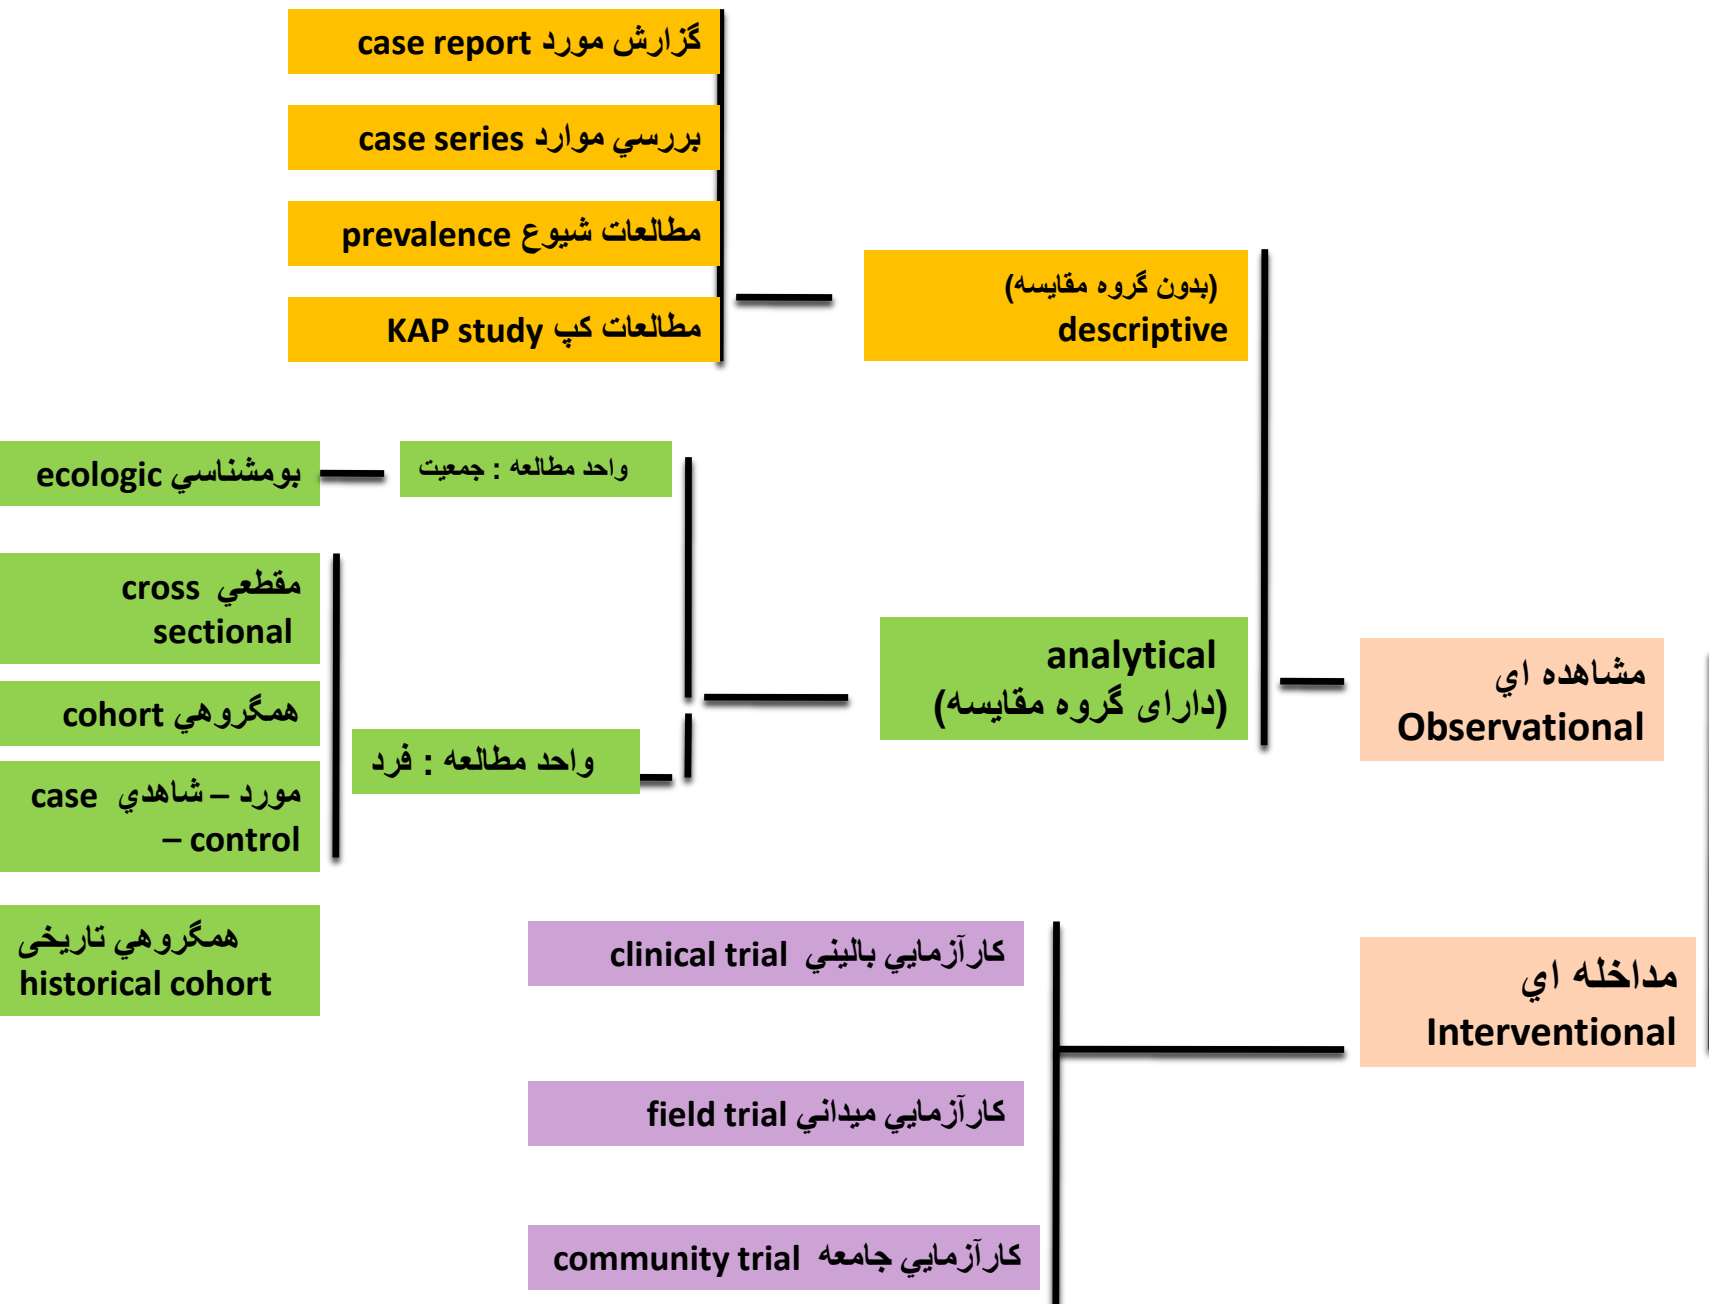 گزارش مورد case report
بررسي موارد case series
مطالعات شيوع prevalence
مطالعات کپ KAP study
(بدون گروه مقايسه)
descriptive
بومشناسي ecologic
واحد مطالعه : جمعيت
مقطعي cross
sectional
همگروهي cohort
مورد – شاهدي case
– control
همگروهي تاريخی
historical cohort
واحد مطالعه : فرد
analytical
(دارای گروه مقايسه)
مشاهده اي
Observational
مداخله اي
Interventional
كارآزمايي باليني clinical trial
كارآزمايي ميداني field trial
كارآزمايي جامعه community trial